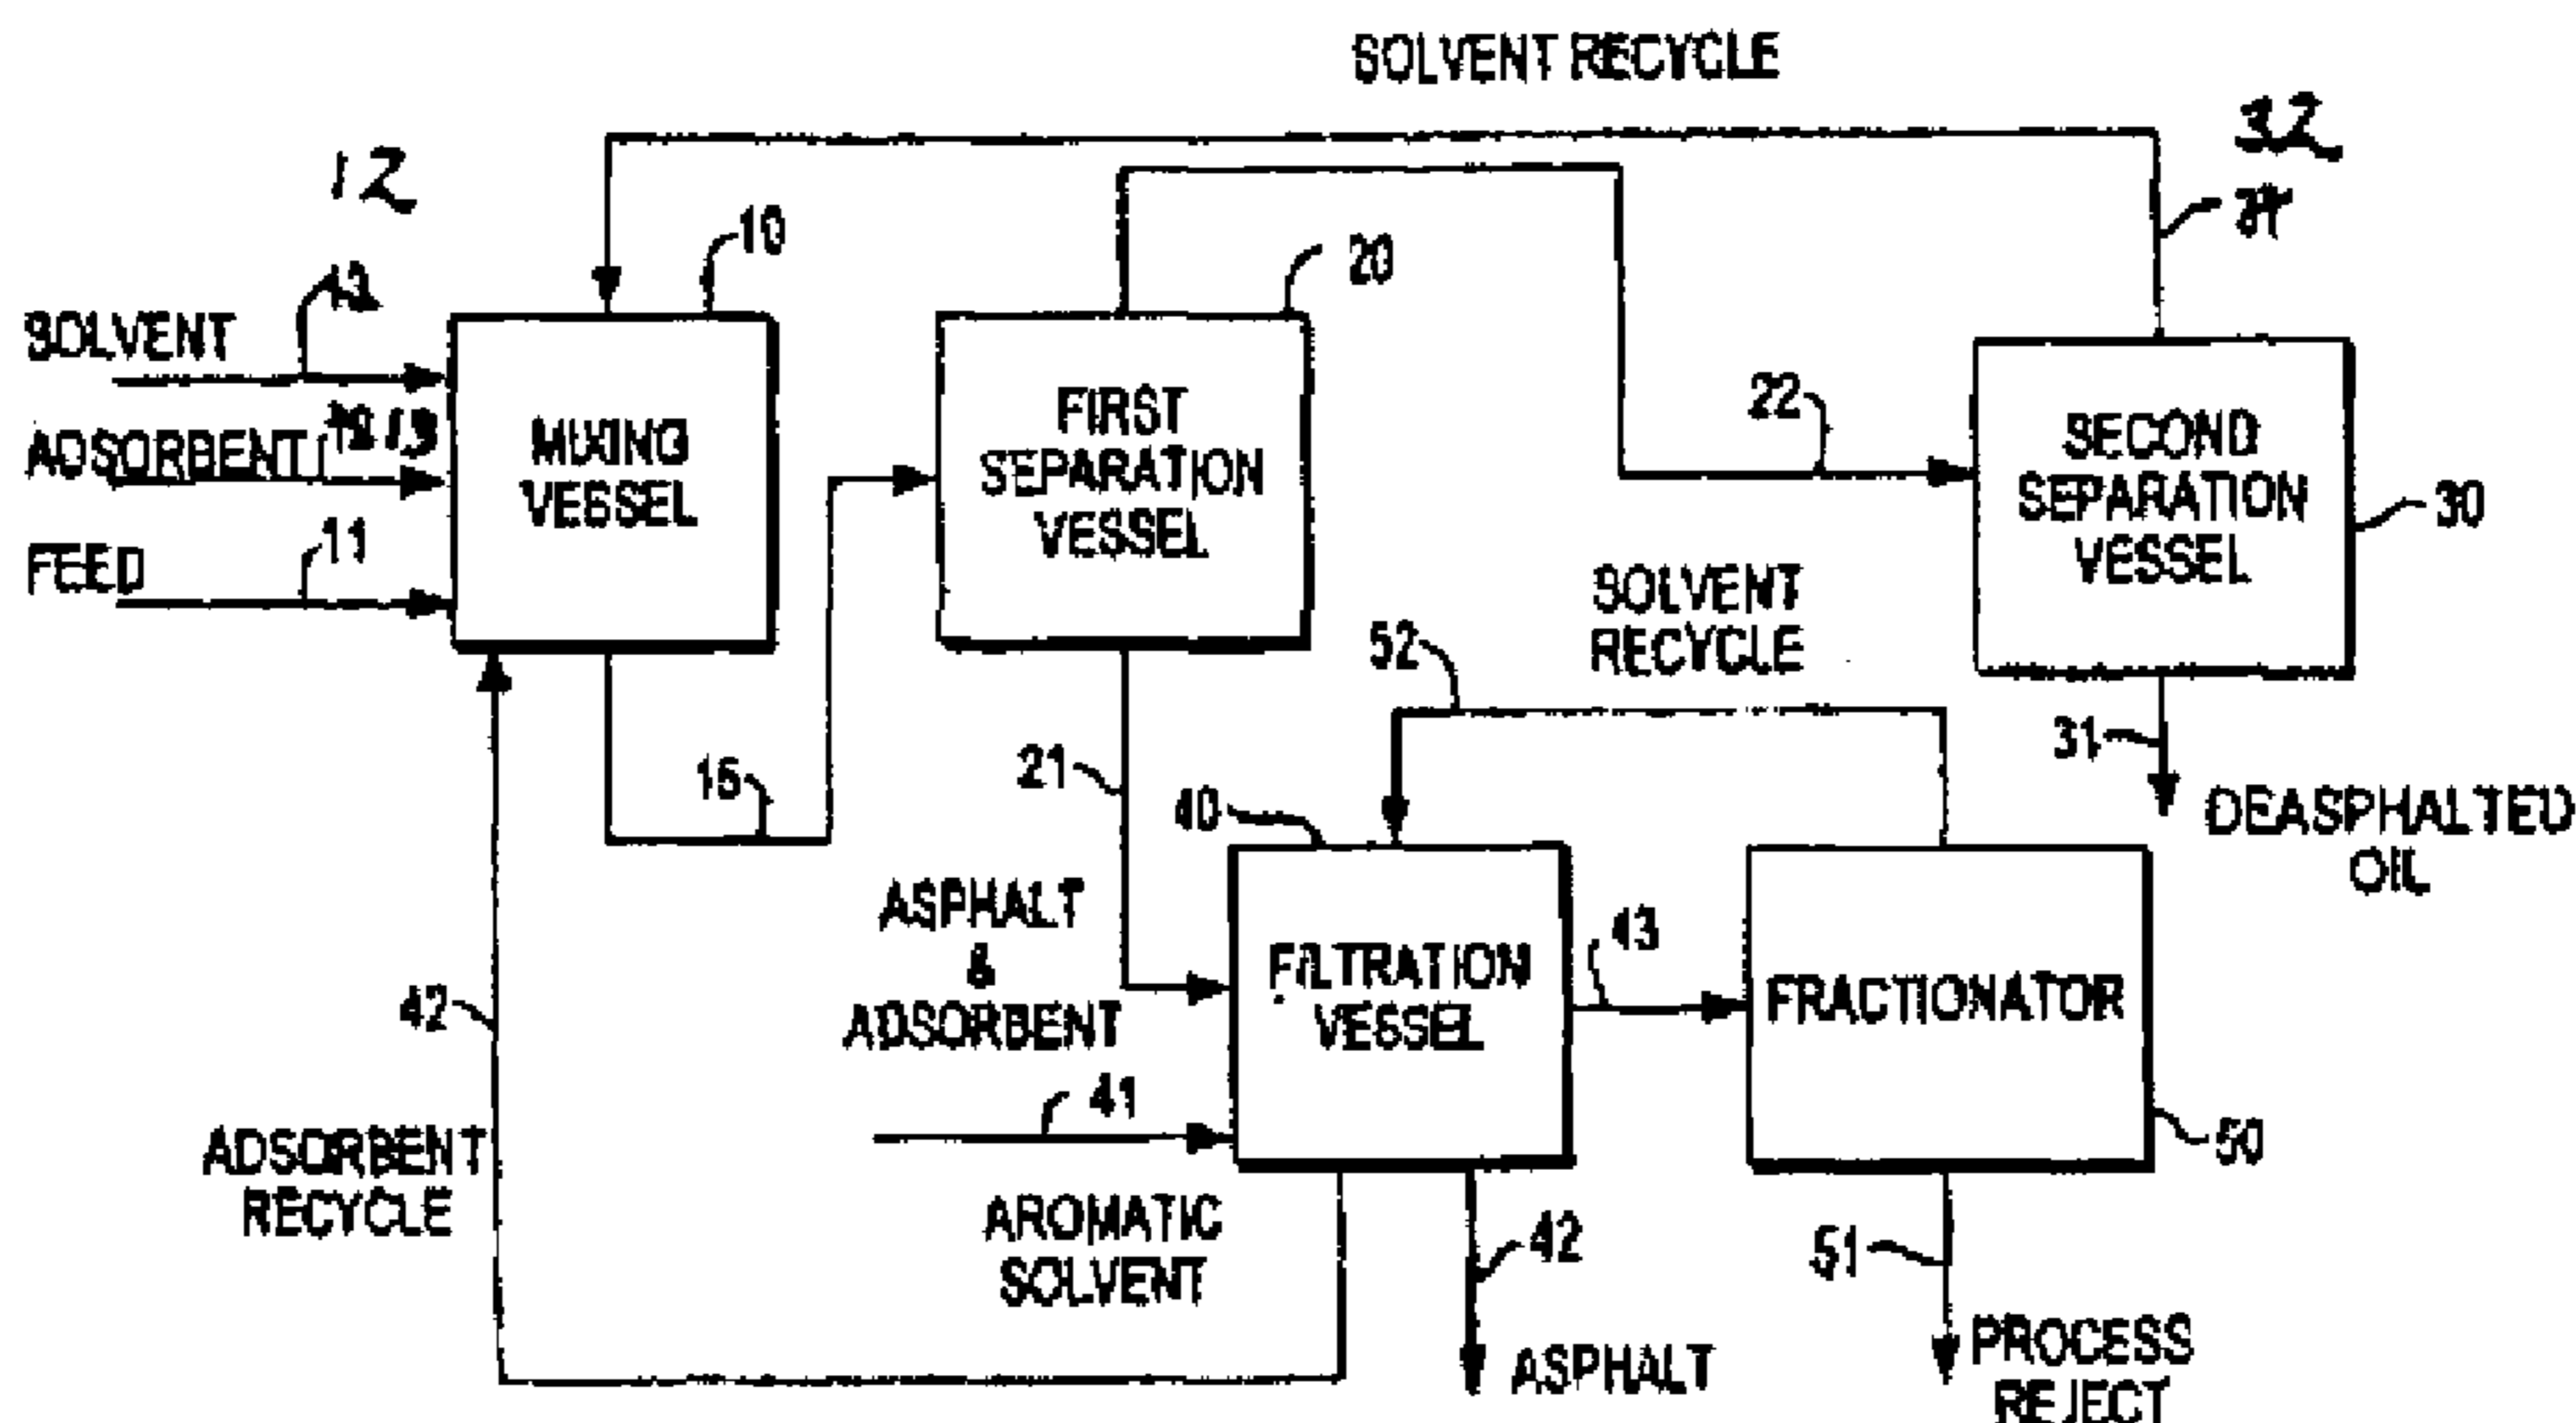 SOLVENT RECYCLE
32
12
10
20
SOLVENT
ADSORBENT
13
FEED
11
MIXING
VESSEL
FIRST
SEPARATION
VESSEL
22
SECOND
SEPARATION
VESSEL
30
SOLVENT
RECYCLE
52
31
DEASPHALTED
OIL
15
21
40
ASPHALT
&
ADSORBENT
FILTRATION
VESSEL
43
FRACTIONATOR
42
41
50
ADSORBENT
RECYCLE
AROMATIC
SOLVENT
42
51
ASPHALT
PROCESS
REJECT